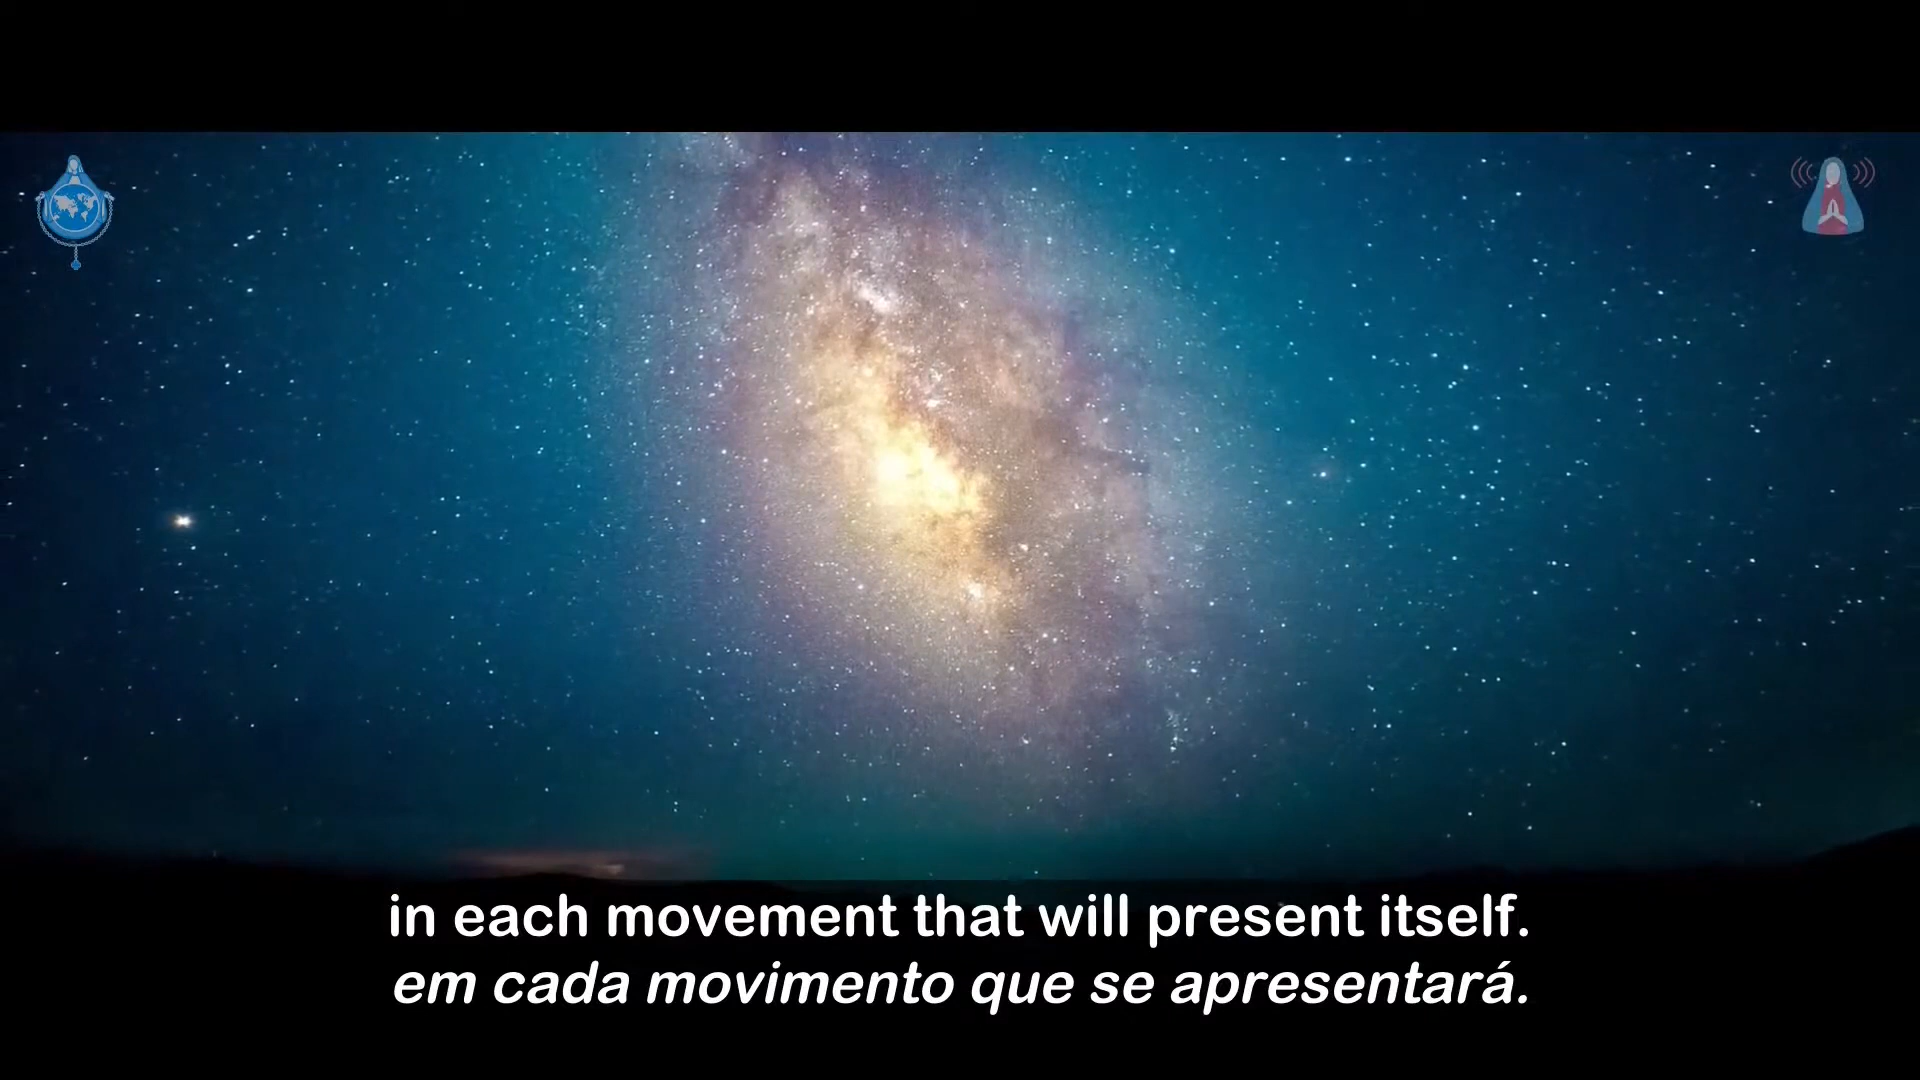 in each movement that will present itself.
em cada movimento que se apresentará.